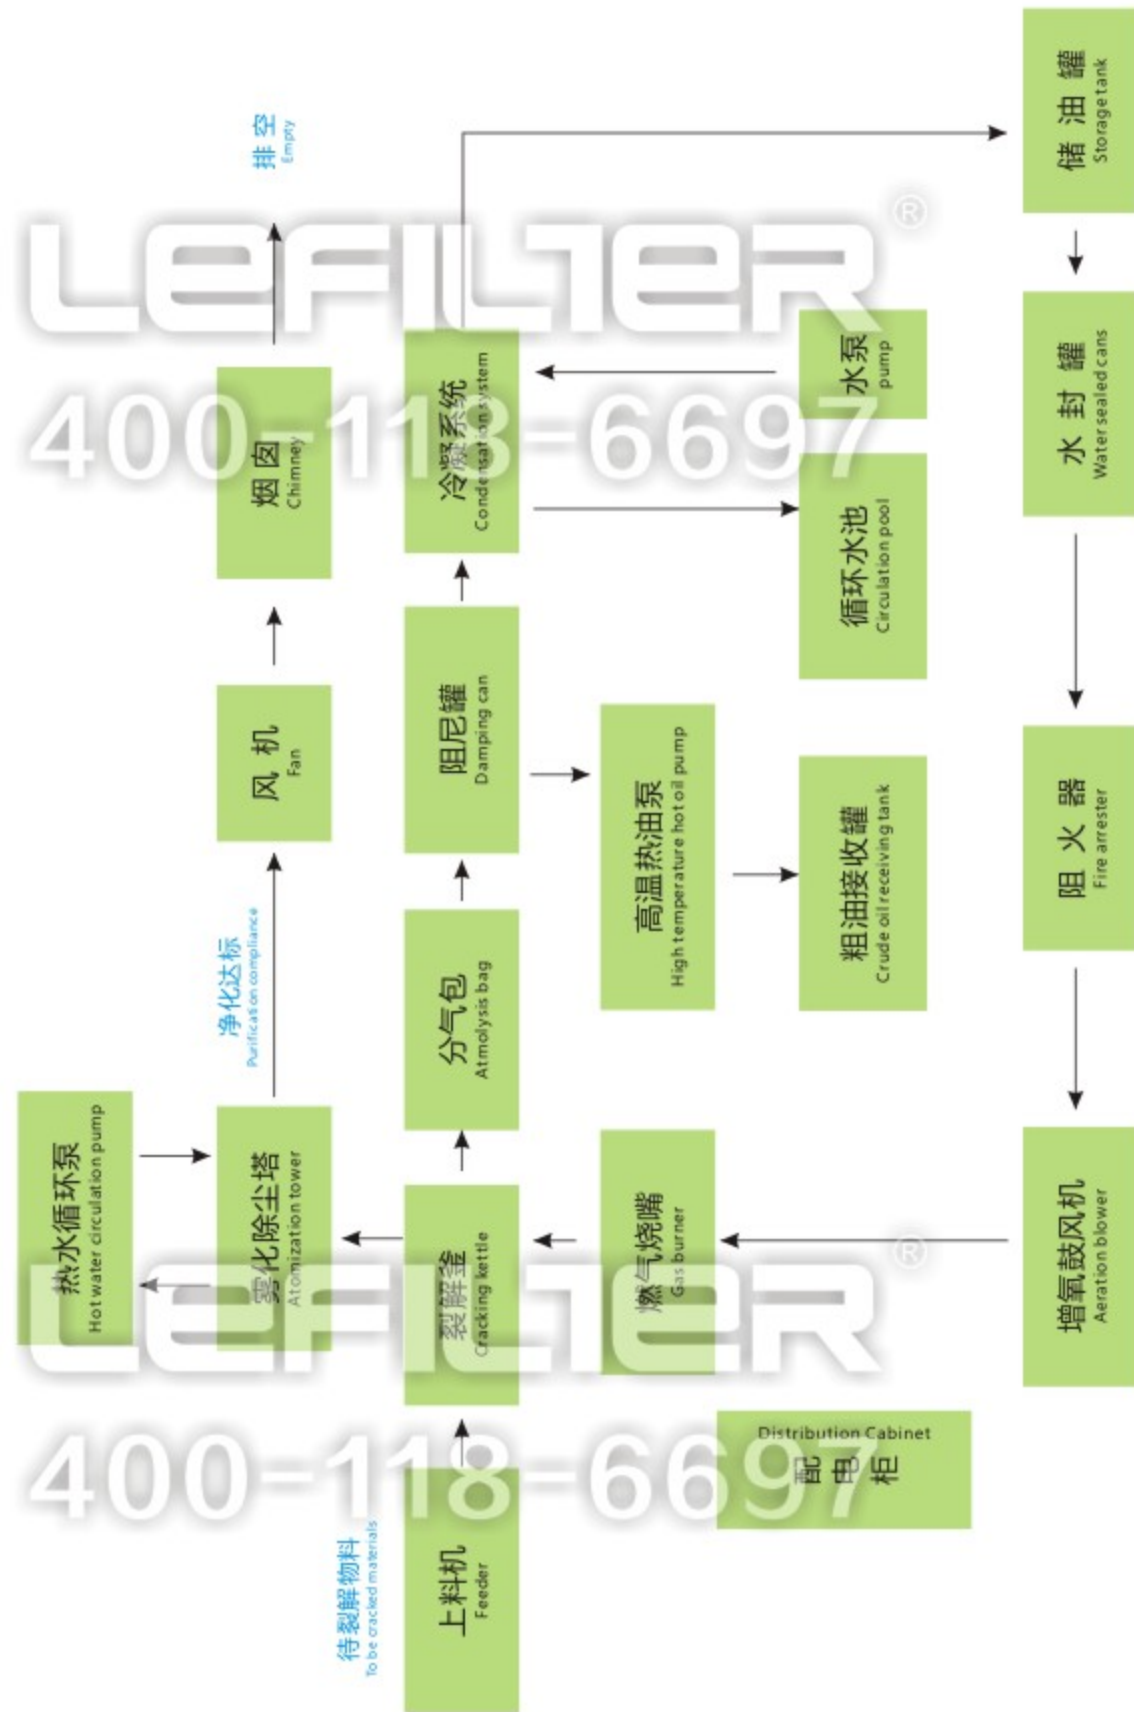 热水循环泵
Hot water circulation pump
净化达标
Purification compliance
雾化除尘塔
Atomization tower
风 机
Fan
烟 囱
Chimney
排 空
Empty
待裂解物料
To be cracked materials
上料机
Feeder
裂解釜
Cracking kettle
分气包
Atmolysis bag
阻尼罐
Damping can
冷凝系统
Condensation system
燃气烧嘴
Gas burner
高温热油泵
High temperature hot oil pump
Distribution Cabinet
配 电 柜
粗油接收罐
Crude oil receiving tank
循环水池
Circulation pool
水泵
pump
增氧鼓风机
Aeration blower
阻 火 器
Fire arrester
水 封 罐
Water sealed cans
储 油 罐
Storage tank
LEFILTER®
400-118-6697
LEFILTER®
400-118-6697